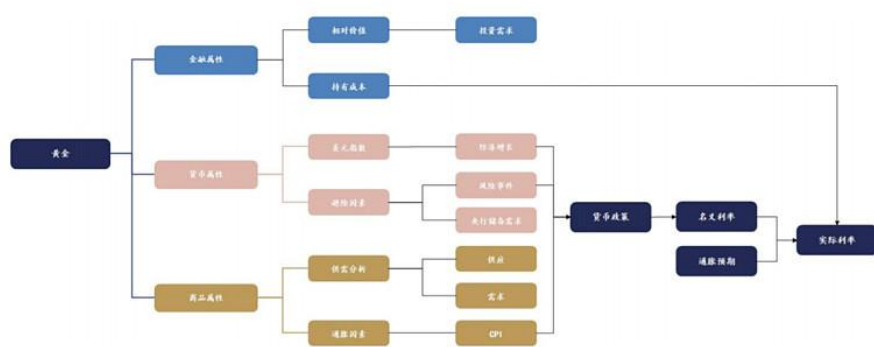 黄金
金融属性
相对价值
投资需求
持有成本
货币属性
美元指数
经济增长
避险因素
风险事件
央行储备需求
商品属性
供需分析
供应
需求
通胀因素
CPI
货币政策
名义利率
通胀预期
实际利率